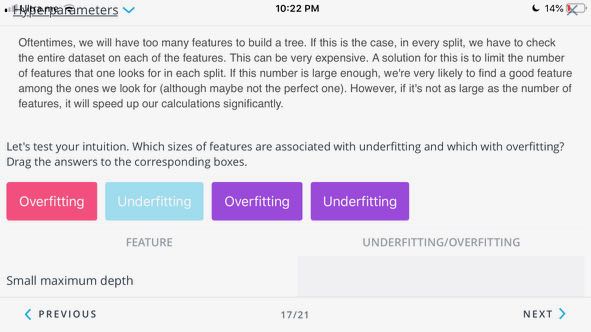 Hyperparameters
10:22 PM
14%
Oftentimes, we will have too many features to build a tree. If this is the case, in every split, we have to check
the entire dataset on each of the features. This can be very expensive. A solution for this is to limit the number
of features that one looks for in each split. If this number is large enough, we're very likely to find a good feature
among the ones we look for (although maybe not the perfect one). However, if it's not as large as the number of
features, it will speed up our calculations significantly.
Let's test your intuition. Which sizes of features are associated with underfitting and which with overfitting?
Drag the answers to the corresponding boxes.
Overfitting Underfitting Overfitting Underfitting
FEATURE UNDERFITTING/OVERFITTING
Small maximum depth
PREVIOUS 17/21 NEXT